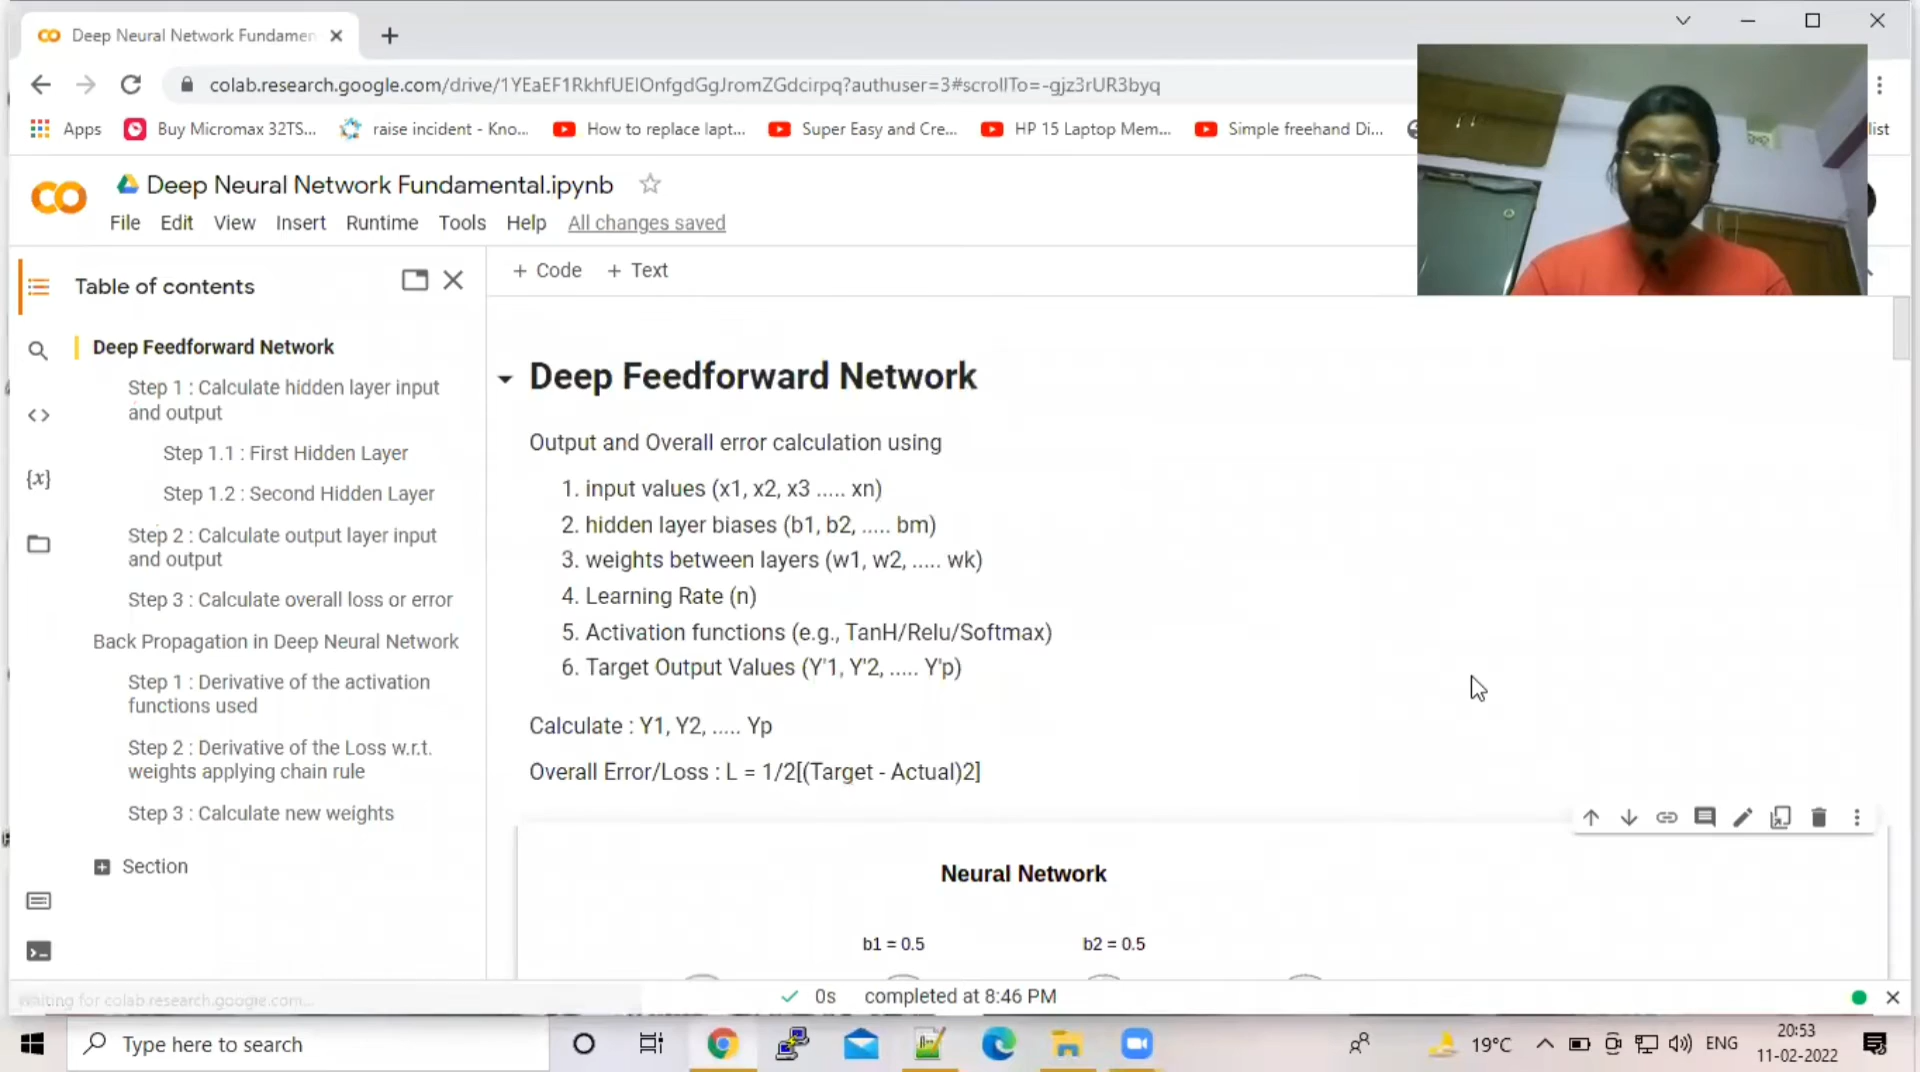 Deep Neural Network Fundamen
colab.research.google.com/drive/1YEaEF1RkhfUEIOnfgdGgJromZGdcirpq?authuser=3#scrollTo=-gjz3rUR3byq
Apps Buy Micromax 32TS... raise incident - Kno... How to replace lapt... Super Easy and Cre... HP 15 Laptop Mem... Simple freehand Di... list
Deep Neural Network Fundamental.ipynb
File Edit View Insert Runtime Tools Help All changes saved
Table of contents
+ Code + Text
Deep Feedforward Network
Step 1 : Calculate hidden layer input
and output
Step 1.1 : First Hidden Layer
Step 1.2 : Second Hidden Layer
Step 2 : Calculate output layer input
and output
Step 3 : Calculate overall loss or error
Back Propagation in Deep Neural Network
Step 1 : Derivative of the activation
functions used
Step 2 : Derivative of the Loss w.r.t.
weights applying chain rule
Step 3 : Calculate new weights
Section
Deep Feedforward Network
Output and Overall error calculation using
1. input values (x1, x2, x3 ..... xn)
2. hidden layer biases (b1, b2, ..... bm)
3. weights between layers (w1, w2, ..... wk)
4. Learning Rate (n)
5. Activation functions (e.g., TanH/Relu/Softmax)
6. Target Output Values (Y'1, Y'2, ..... Y'p)
Calculate : Y1, Y2, ..... Yp
Overall Error/Loss : L = 1/2[(Target - Actual)2]
Neural Network
b1 = 0.5 b2 = 0.5
Waiting for colab.research.google.com...
0s completed at 8:46 PM
Type here to search
19°C ENG
20:53
11-02-2022